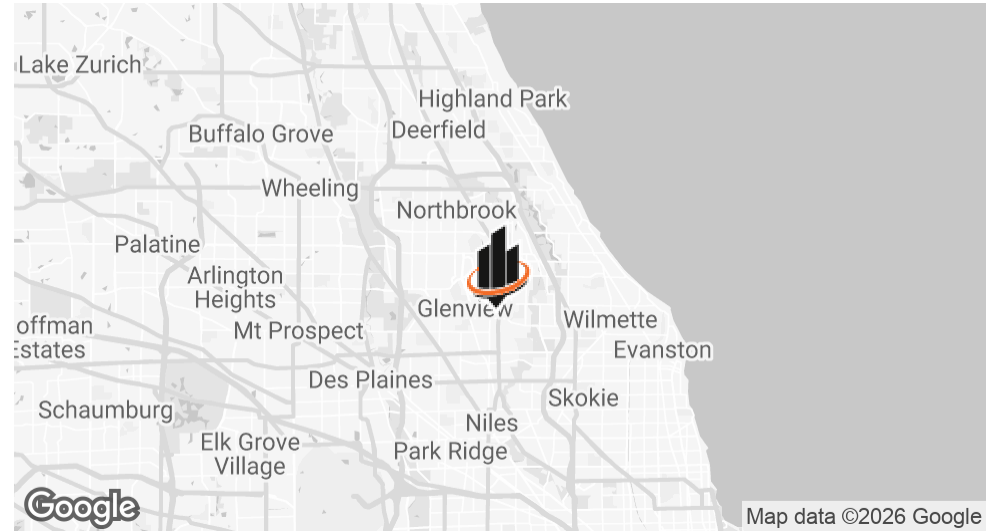 Lake Zurich
Highland Park
Deerfield
Buffalo Grove
Wheeling
Northbrook
Palatine
Arlington
Heights
Glenview
Wilmette
offman
Estates
Mt Prospect
Evanston
Des Plaines
Skokie
Schaumburg
Niles
Elk Grove
Village
Park Ridge
Google
Map data ©2026 Google